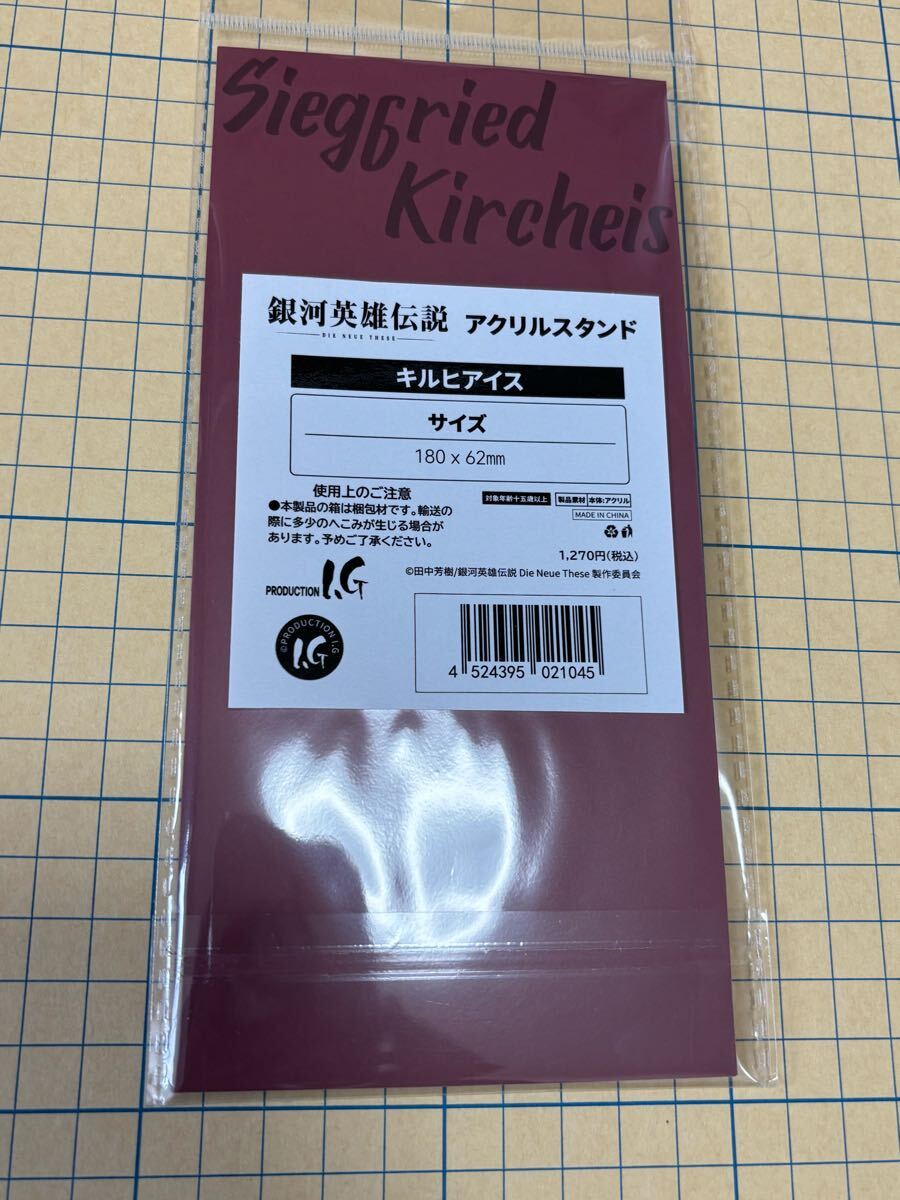 Siegfried
Kircheis
銀河英雄伝説 アクリルスタンド
DIE NEUE THESE
キルヒアイス
サイズ
180 x 62mm
使用上のご注意
●本製品の箱は梱包材です。輸送の
際に多少のへこみが生じる場合が
あります。予めご了承ください。
対象年齢十五歳以上 製品素材 本体:アクリル
MADE IN CHINA
1,270円(税込)
©田中芳樹/銀河英雄伝説 Die Neue These 製作委員会
PRODUCTION I.G
©PRODUCTION I.G
I.G
4 524395 021045